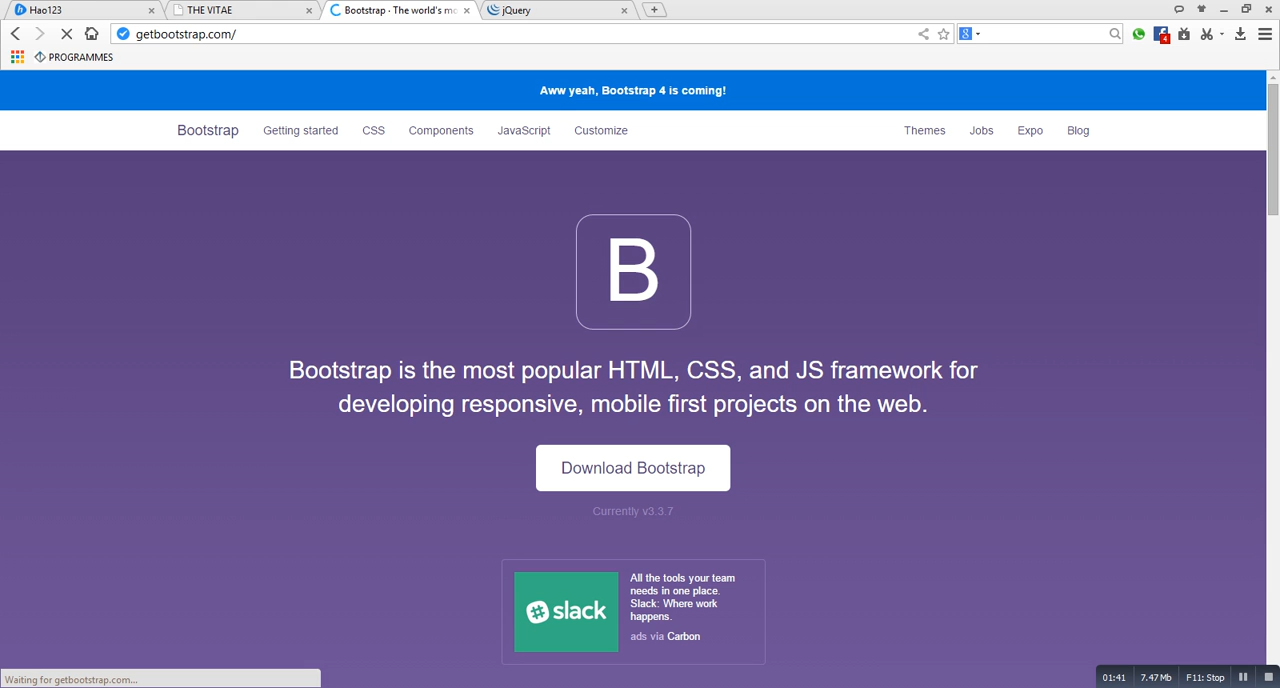 Hao123
THE VITAE
Bootstrap · The world's mo
jQuery
getbootstrap.com/
8
4
PROGRAMMES
Aww yeah, Bootstrap 4 is coming!
Bootstrap Getting started CSS Components JavaScript Customize Themes Jobs Expo Blog
B
Bootstrap is the most popular HTML, CSS, and JS framework for
developing responsive, mobile first projects on the web.
Download Bootstrap
Currently v3.3.7
slack
All the tools your team
needs in one place.
Slack: Where work
happens.
ads via Carbon
Waiting for getbootstrap.com...
01:41 7.47 Mb F11: Stop